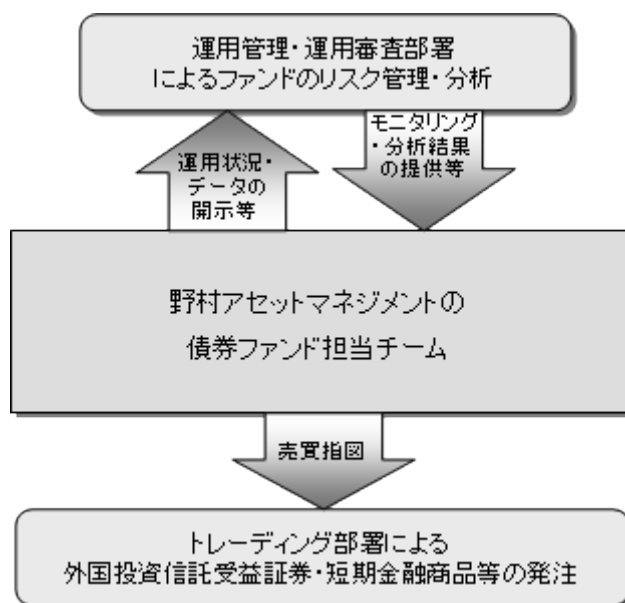 運用管理・運用審査部署
によるファンドのリスク管理・分析
運用状況・
データの
開示等
モニタリング
・分析結果
の提供等
野村アセットマネジメントの
債券ファンド担当チーム
売買指図
トレーディング部署による
外国投資信託受益証券・短期金融商品等の発注